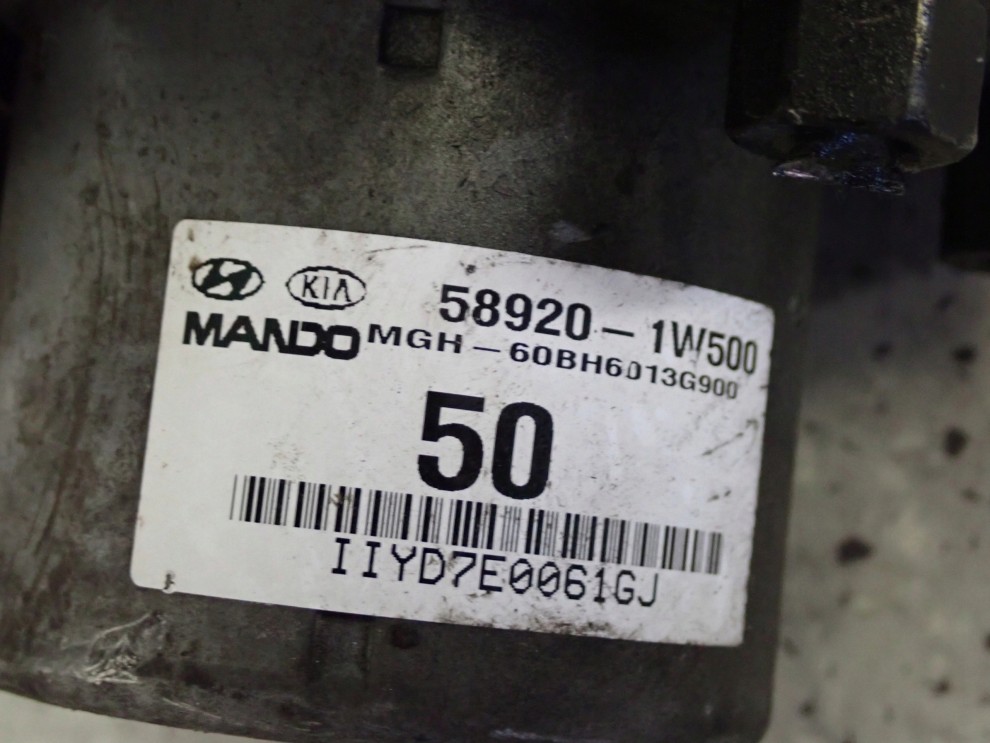 KIA 58920-1W500
MANDO MGH-60BH6013G900
50
IIYD7E0061GJ